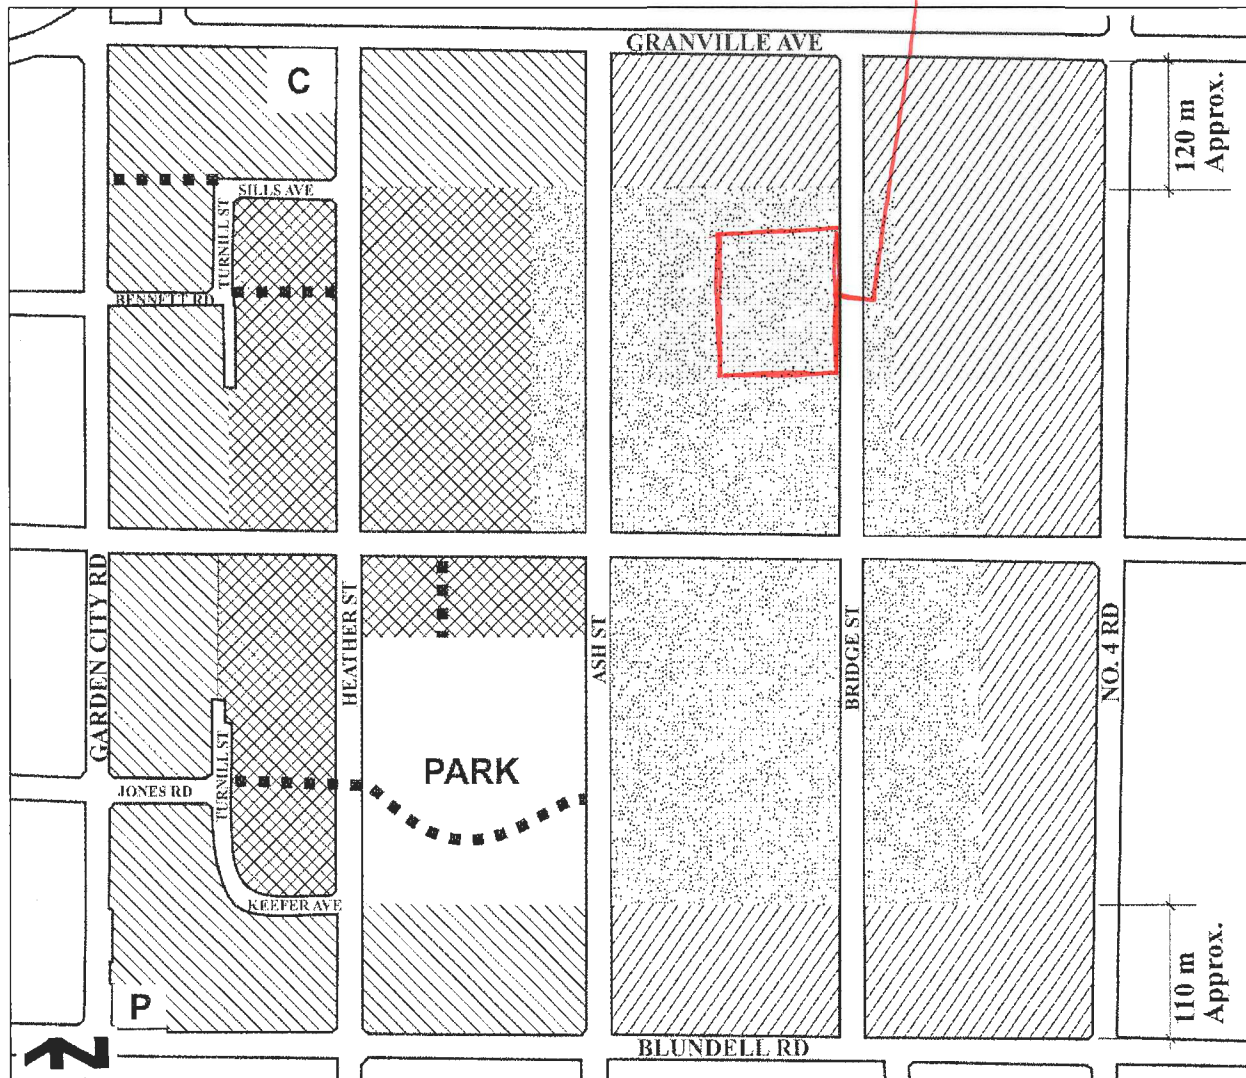 GRANVILLE AVE
C
120 m
Approx.
SILLS AVE
TURNILL ST
BENNETT RD
GARDEN CITY RD
HEATHER ST
ASH ST
BRIDGE ST
NO. 4 RD
PARK
JONES RD
TURNILL ST
KEEFER AVE
P
110 m
Approx.
N
BLUNDELL RD